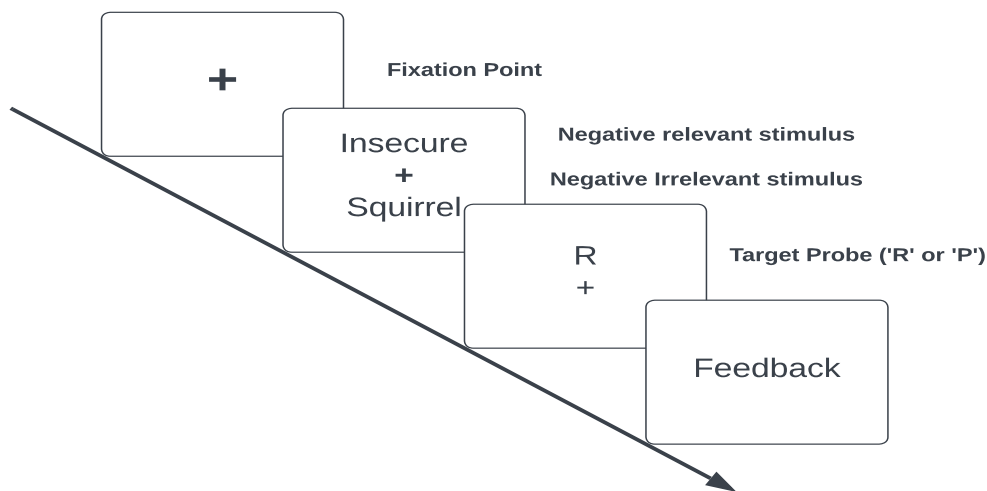 +
Fixation Point
Insecure
+
Squirrel
Negative relevant stimulus
Negative Irrelevant stimulus
R
+
Target Probe ('R' or 'P')
Feedback